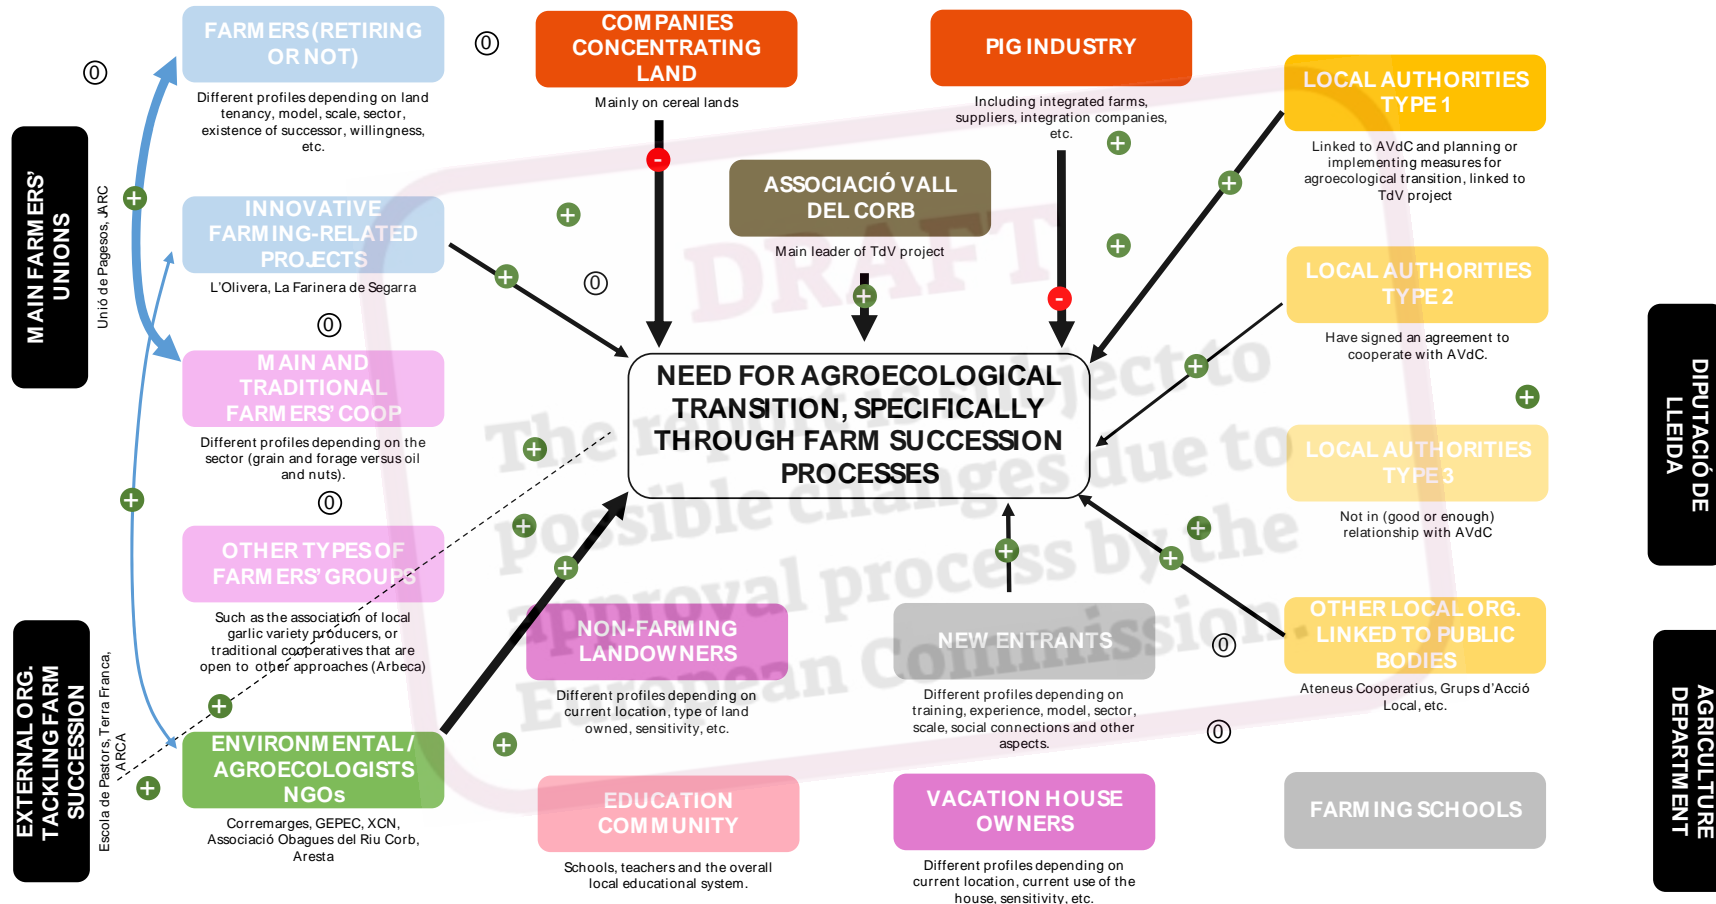 FARMERS (RETIRING
OR NOT)
Different profiles depending on land
tenancy, model, scale, sector,
existence of successor, willingness,
etc.
0
0
COMPANIES
CONCENTRATING
LAND
Mainly on cereal lands
-
PIG INDUSTRY
Including integrated farms,
suppliers, integration companies,
etc.
+
+
-
LOCAL AUTHORITIES
TYPE 1
Linked to AVdC and planning or
implementing measures for
agroecological transition, linked to
TdV project
+
MAIN FARMERS'
UNIONS
Unió de Pagesos, JARC
+
INNOVATIVE
FARMING-RELATED
PROJECTS
L'Olivera, La Farinera de Segarra
+
+
0
0
ASSOCIACIÓ VALL
DEL CORB
Main leader of TdV project
+
LOCAL AUTHORITIES
TYPE 2
Have signed an agreement to
cooperate with AVdC.
+
+
MAIN AND
TRADITIONAL
FARMERS' COOP
Different profiles depending on the
sector (grain and forage versus oil
and nuts).
0
+
NEED FOR AGROECOLOGICAL
TRANSITION, SPECIFICALLY
THROUGH FARM SUCCESSION
PROCESSES
LOCAL AUTHORITIES
TYPE 3
Not in (good or enough)
relationship with AVdC
DIPUTACIÓ DE
LLEIDA
OTHER TYPES OF
FARMERS' GROUPS
Such as the association of local
garlic variety producers, or
traditional cooperatives that are
open to other approaches (Arbeca)
+
+
+
+
+
+
NON-FARMING
LANDOWNERS
Different profiles depending on
current location, type of land
owned, sensitivity, etc.
NEW ENTRANTS
Different profiles depending on
training, experience, model, sector,
scale, social connections and other
aspects.
0
0
OTHER LOCAL ORG.
LINKED TO PUBLIC
BODIES
Ateneus Cooperatius, Grups d'Acció
Local, etc.
EXTERNAL ORG.
TACKLING FARM
SUCCESSION
Escola de Pastors, Terra Franca,
ARCA
+
+
+
ENVIRONMENTAL/
AGROECOLOGISTS
NGOs
Corremarges, GEPEC, XCN,
Associació Obagues del Riu Corb,
Aresta
EDUCATION
COMMUNITY
Schools, teachers and the overall
local educational system.
VACATION HOUSE
OWNERS
Different profiles depending on
current location, current use of the
house, sensitivity, etc.
FARMING SCHOOLS
AGRICULTURE
DEPARTMENT
DRAFT
The report is subject to
possible changes due to
approval process by the
European Commission.